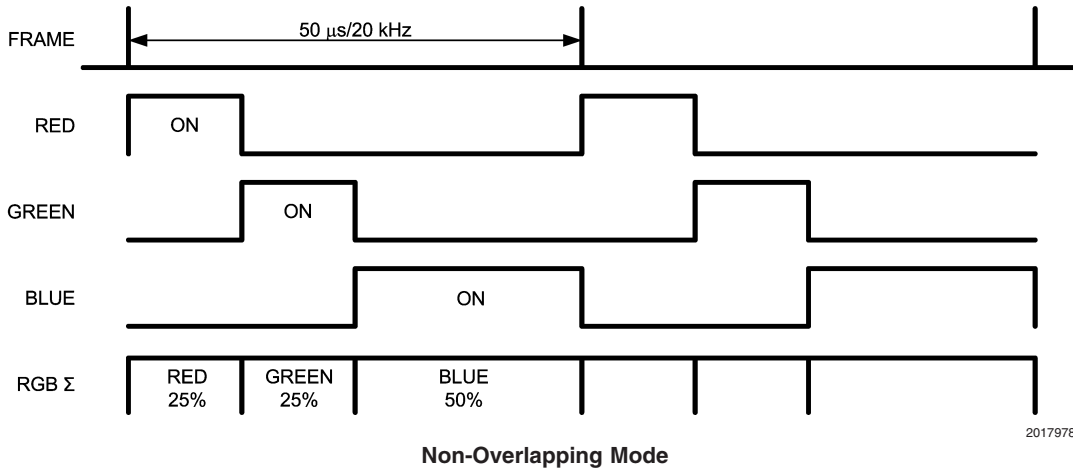 50 μs/20 kHz
FRAME
RED
ON
GREEN
ON
BLUE
ON
RGB Σ
RED
25%
GREEN
25%
BLUE
50%
2017978
Non-Overlapping Mode